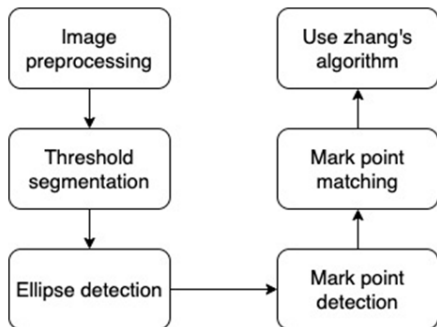 Image
preprocessing
Threshold
segmentation
Ellipse detection
Mark point
detection
Mark point
matching
Use zhang's
algorithm